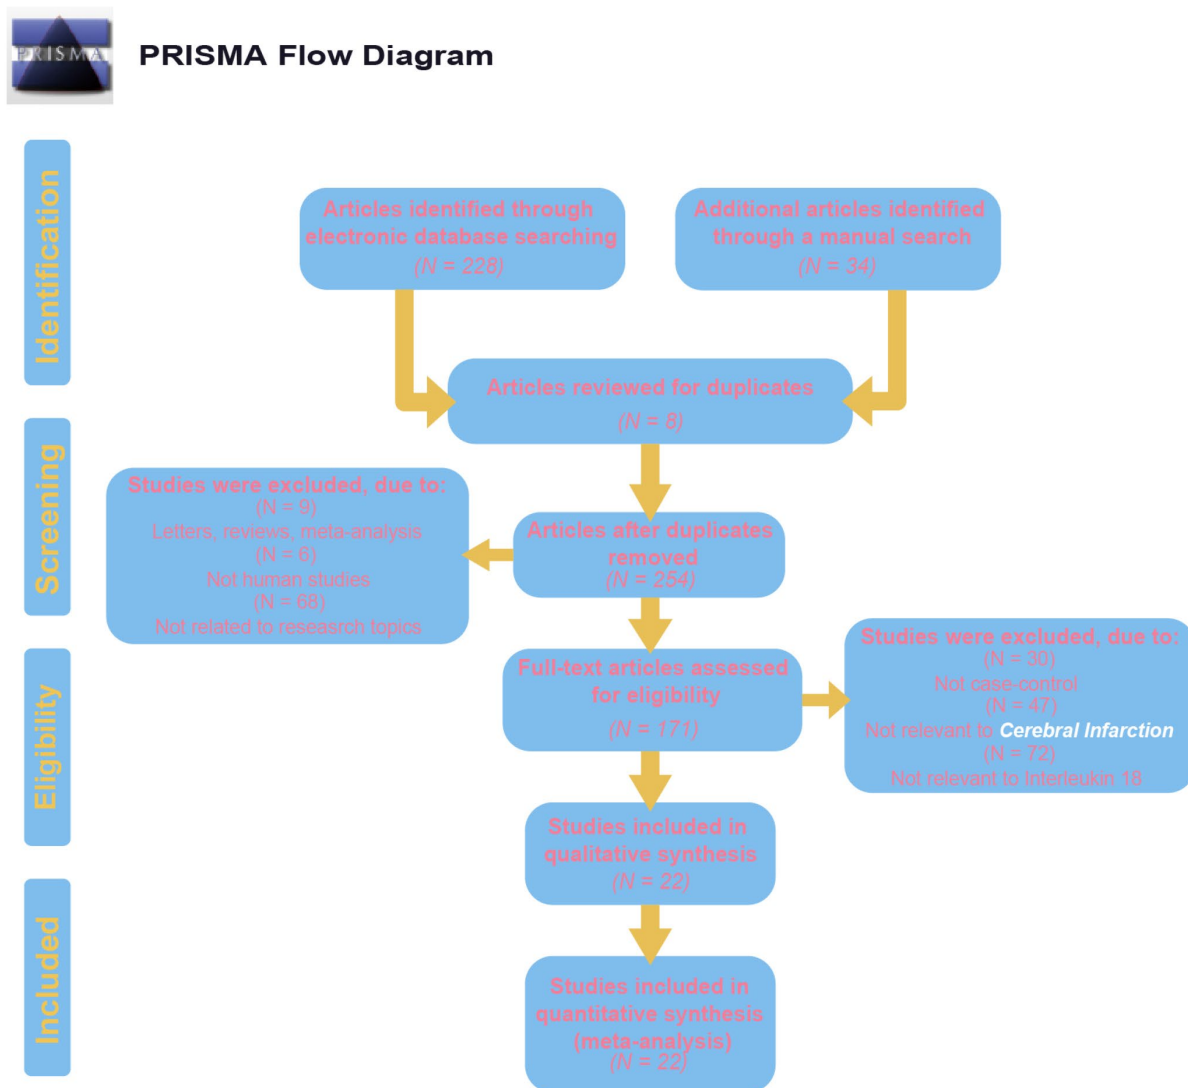 PRISMA
PRISMA Flow Diagram
Identification
Articles identified through
electronic database searching
(N = 228)
Additional articles identified
through a manual search
(N = 34)
Articles reviewed for duplicates
(N = 8)
Screening
Studies were excluded, due to:
(N = 9)
Letters, reviews, meta-analysis
(N = 6)
Not human studies
(N = 68)
Not related to reseasrch topics
Articles after duplicates
removed
(N = 254)
Eligibility
Full-text articles assessed
for eligibility
(N = 171)
Studies were excluded, due to:
(N = 30)
Not case-control
(N = 47)
Not relevant to Cerebral Infarction
(N = 72)
Not relevant to Interleukin 18
Studies included in
qualitative synthesis
(N = 22)
Included
Studies included in
quantitative synthesis
(meta-analysis)
(N = 22)